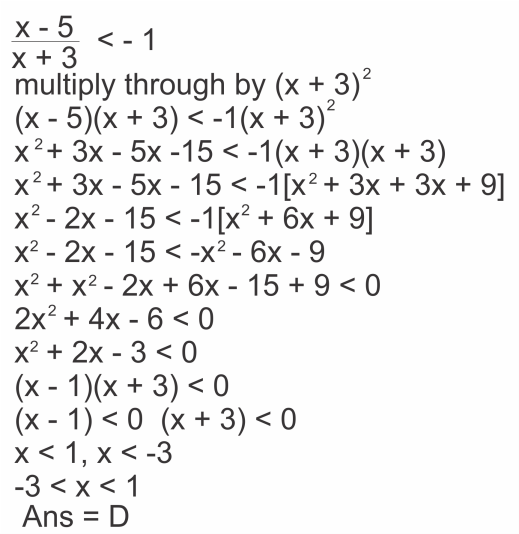 x - 5
x + 3 < - 1
multiply through by (x + 3)²
(x - 5)(x + 3) < -1(x + 3)²
x² + 3x - 5x -15 < -1(x + 3)(x + 3)
x² + 3x - 5x - 15 < -1[x² + 3x + 3x + 9]
x² - 2x - 15 < -1[x² + 6x + 9]
x² - 2x - 15 < -x² - 6x - 9
x² + x² - 2x + 6x - 15 + 9 < 0
2x² + 4x - 6 < 0
x² + 2x - 3 < 0
(x - 1)(x + 3) < 0
(x - 1) < 0 (x + 3) < 0
x < 1, x < -3
-3 < x < 1
Ans = D